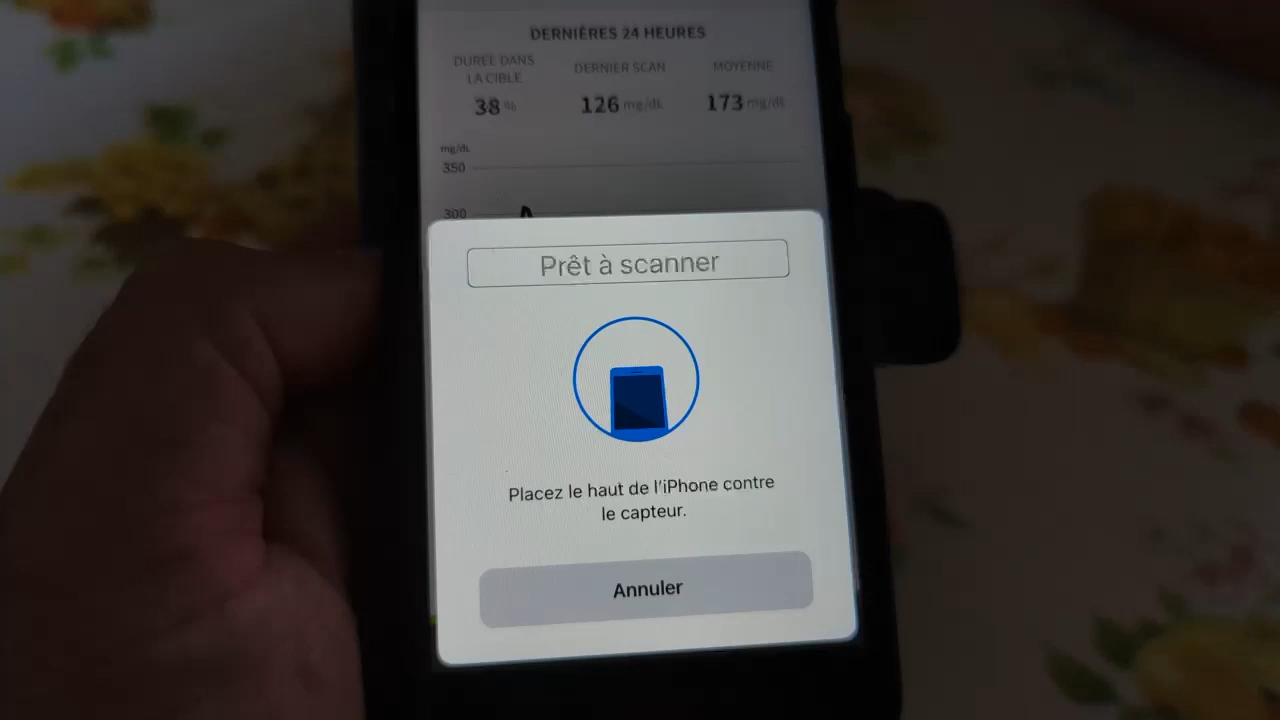 DERNIÈRES 24 HEURES
DURÉE DANS LA CIBLE
DERNIER SCAN
MOYENNE
38 %
126 mg/dL
173 mg/dL
mg/dL
350
300
Prêt à scanner
Placez le haut de l'iPhone contre
le capteur.
Annuler